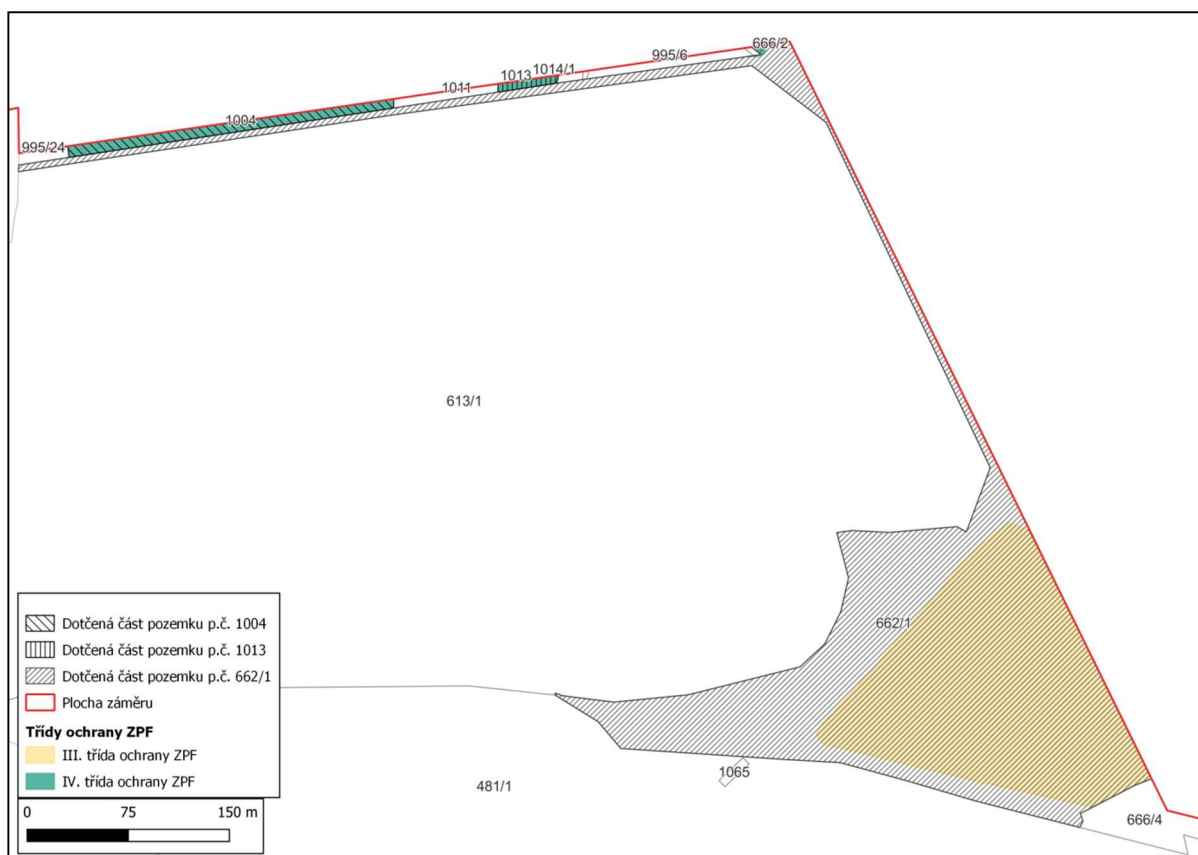 666/2
995/6
1014/1
1013
1011
1004
995/24
613/1
662/1
1065
481/1
666/4
Dotčená část pozemku p.č. 1004
Dotčená část pozemku p.č. 1013
Dotčená část pozemku p.č. 662/1
Plocha záměru
Třídy ochrany ZPF
III. třída ochrany ZPF
IV. třída ochrany ZPF
0 75 150 m